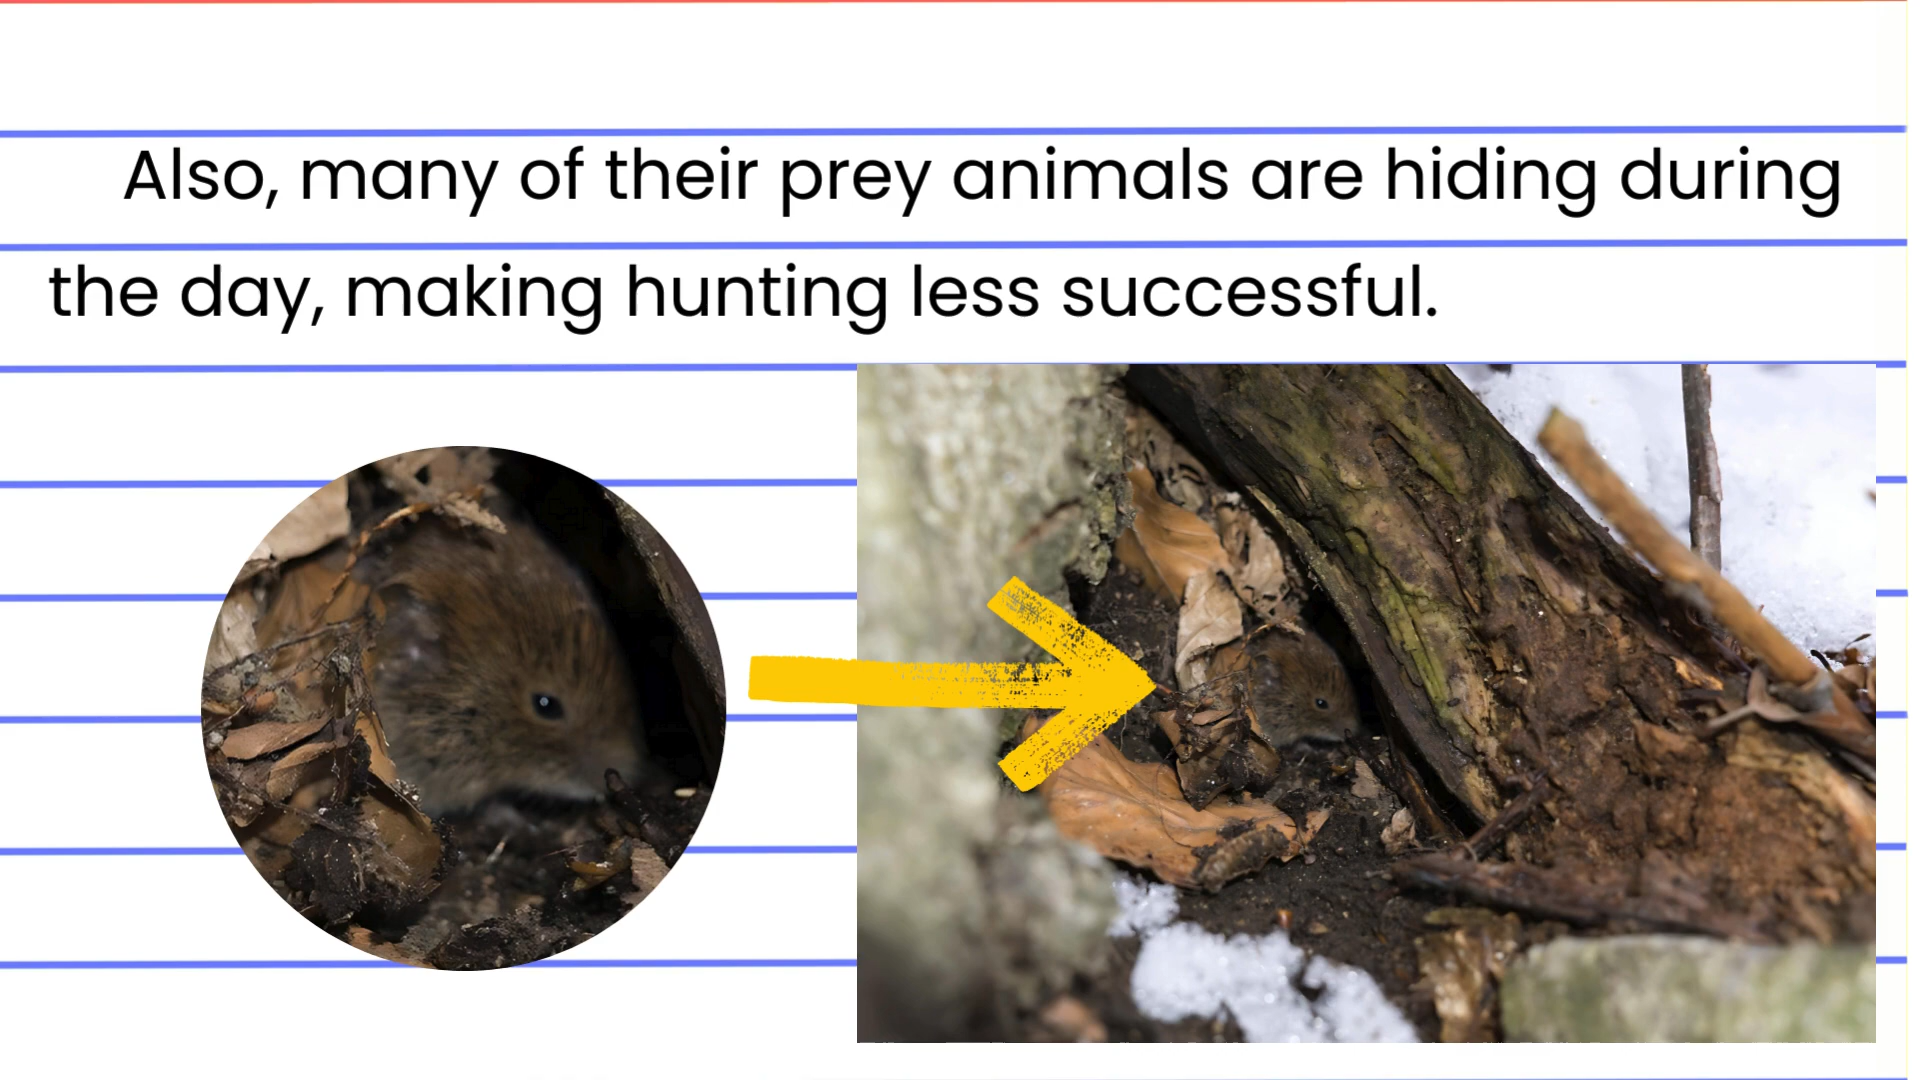 Also, many of their prey animals are hiding during
the day, making hunting less successful.